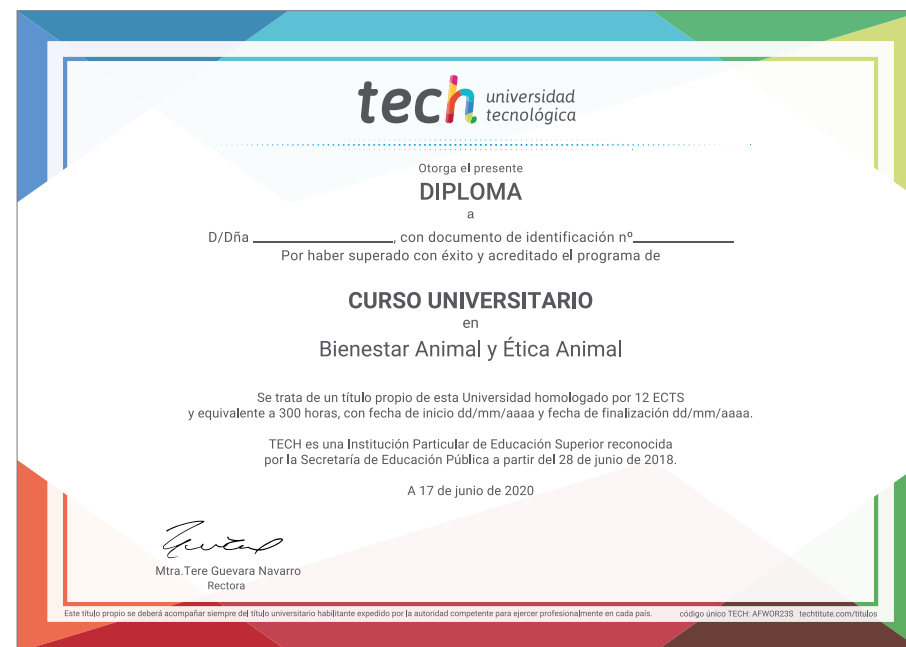 tech universidad
tecnológica
Otorga el presente
DIPLOMA
a
D/Dña ____________________, con documento de identificación nº______________
Por haber superado con éxito y acreditado el programa de
CURSO UNIVERSITARIO
en
Bienestar Animal y Ética Animal
Se trata de un título propio de esta Universidad homologado por 12 ECTS
y equivalente a 300 horas, con fecha de inicio dd/mm/aaaa y fecha de finalización dd/mm/aaaa.
TECH es una Institución Particular de Educación Superior reconocida
por la Secretaría de Educación Pública a partir del 28 de junio de 2018.
A 17 de junio de 2020
Mtra.Tere Guevara Navarro
Rectora
Este título propio se deberá acompañar siempre del título universitario habilitante expedido por la autoridad competente para ejercer profesionalmente en cada país. código único TECH: AFWOR23S techtitute.com/titulos